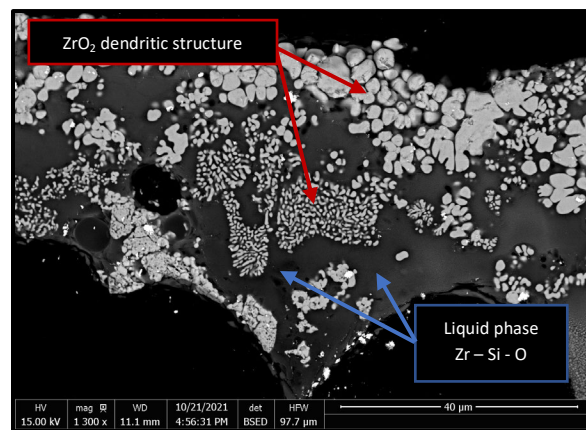 ZrO₂ dendritic structure
Liquid phase
Zr – Si - O
HV mag WD 10/21/2021 det HFW
15.00 kV 1 300 x 11.1 mm 4:56:31 PM BSED 97.7 µm
40 µm